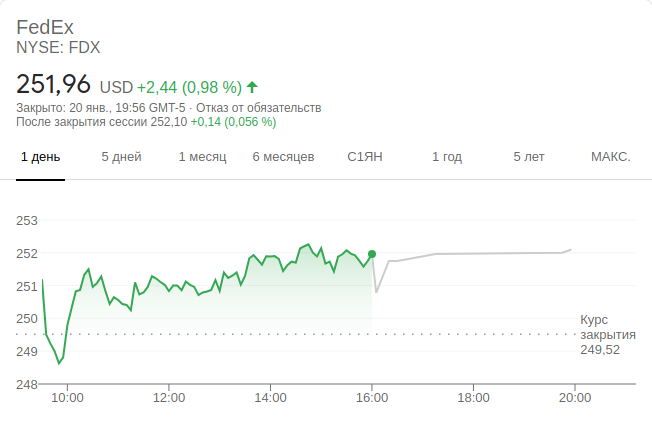 FedEx
NYSE: FDX
251,96 USD +2,44 (0,98 %)
Закрыто: 20 янв., 19:56 GMT-5 · Отказ от обязательств
После закрытия сессии 252,10 +0,14 (0,056 %)
1 день 5 дней 1 месяц 6 месяцев С1ЯН 1 год 5 лет МАКС.
253
252
251
250
249
248
Курс
закрытия
249,52
10:00 12:00 14:00 16:00 18:00 20:00